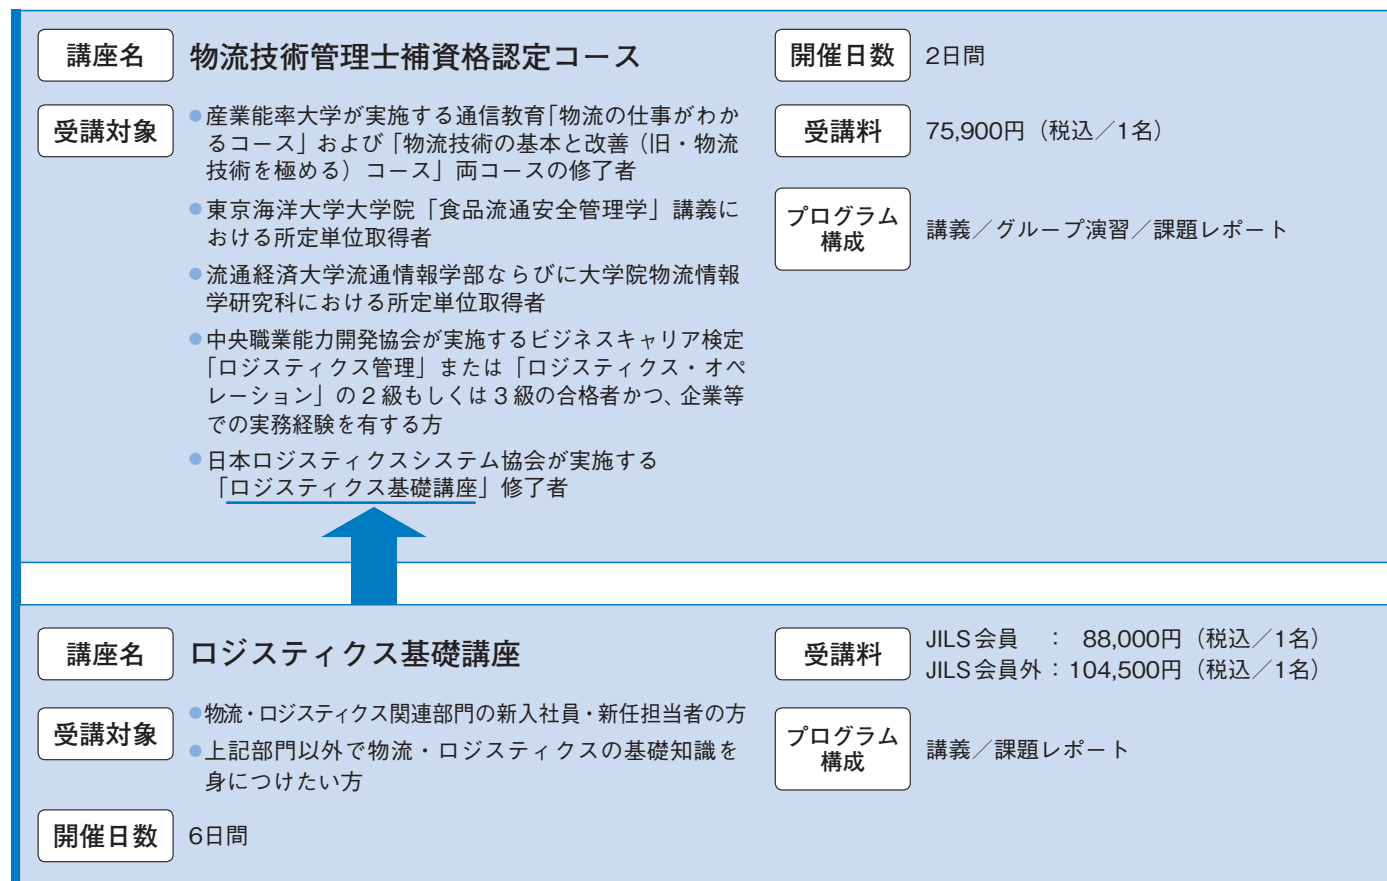 講座名
物流技術管理士補資格認定コース
受講対象
●産業能率大学が実施する通信教育「物流の仕事がわか
るコース」および「物流技術の基本と改善（旧・物流
技術を極める）コース」両コースの修了者
●東京海洋大学大学院「食品流通安全管理学」講義に
おける所定単位取得者
●流通経済大学流通情報学部ならびに大学院物流情報
学研究科における所定単位取得者
●中央職業能力開発協会が実施するビジネスキャリア検定
「ロジスティクス管理」または「ロジスティクス・オペ
レーション」の2級もしくは3級の合格者かつ、企業等
での実務経験を有する方
●日本ロジスティクスシステム協会が実施する
「ロジスティクス基礎講座」修了者
開催日数
2日間
受講料
75,900円（税込／1名）
プログラム
構成
講義／グループ演習／課題レポート
講座名
ロジスティクス基礎講座
受講対象
●物流・ロジスティクス関連部門の新入社員・新任担当者の方
●上記部門以外で物流・ロジスティクスの基礎知識を
身につけたい方
開催日数
6日間
受講料
JILS会員　：　88,000円（税込／1名）
JILS会員外：104,500円（税込／1名）
プログラム
構成
講義／課題レポート